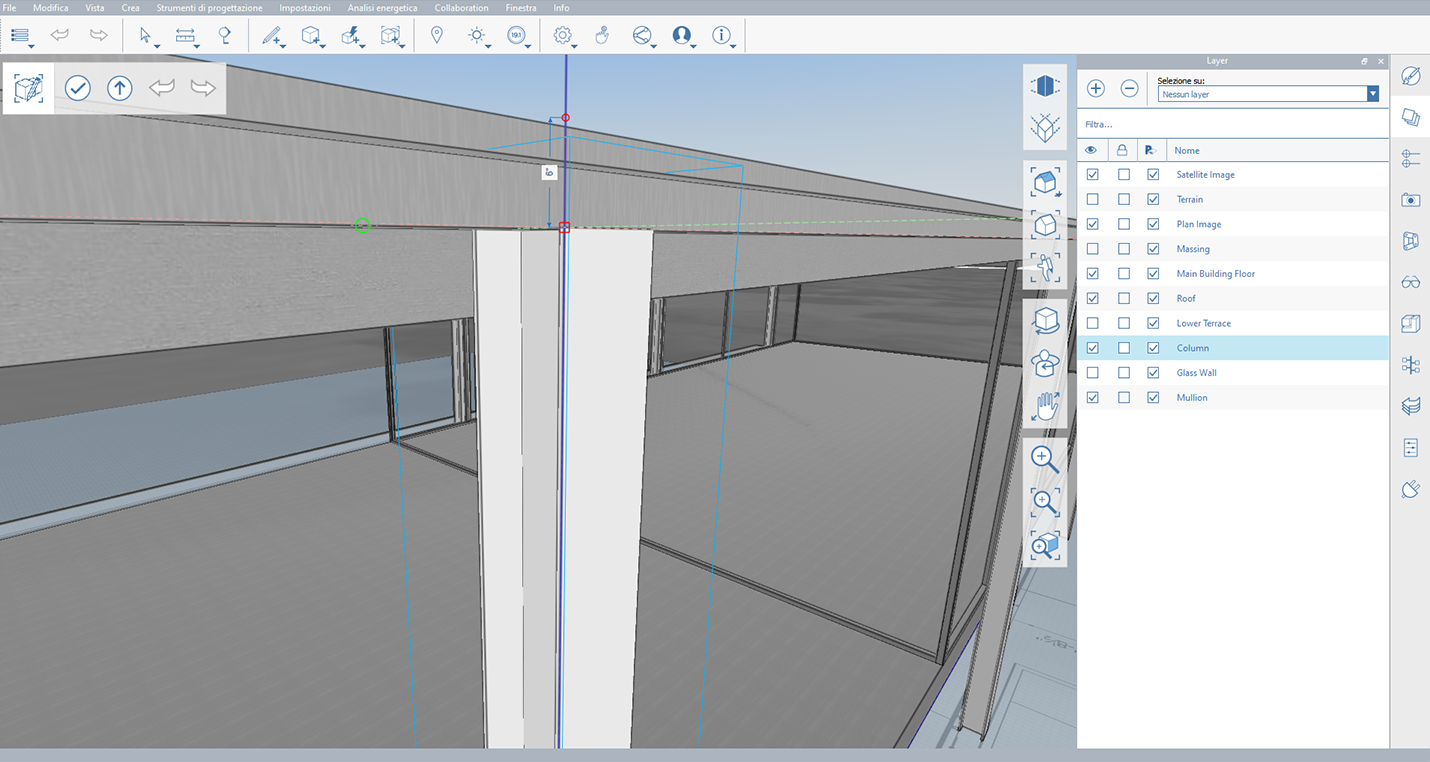 File Modifica Vista Crea Strumenti di progettazione Impostazioni Analisi energetica Collaboration Finestra Info
Layer
Selezione su:
Nessun layer
Filtra...
Nome
Satellite Image
Terrain
Plan Image
Massing
Main Building Floor
Roof
Lower Terrace
Column
Glass Wall
Mullion